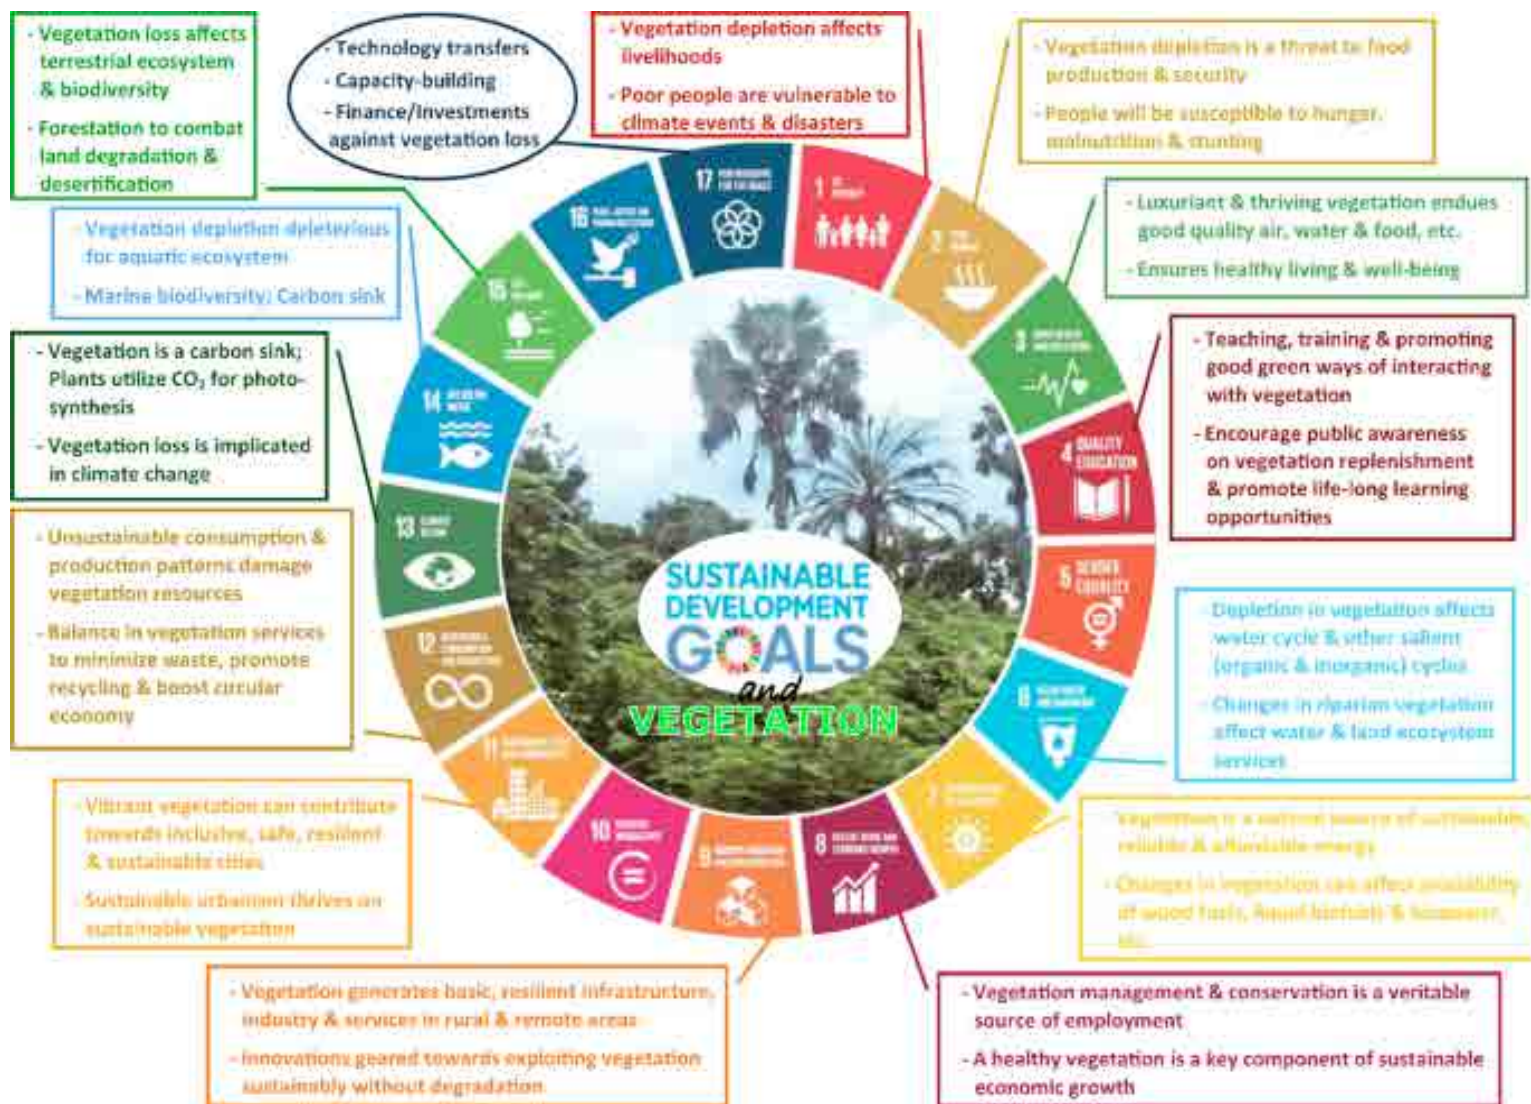 - Vegetation loss affects
terrestrial ecosystem
& biodiversity
- Forestation to combat
land degradation &
desertification
- Technology transfers
- Capacity-building
- Finance/Investments
against vegetation loss
- Vegetation depletion affects
livelihoods
- Poor people are vulnerable to
climate events & disasters
- Vegetation depletion is a threat to food
production & security
- People will be susceptible to hunger,
malnutrition & stunting
- Luxuriant & thriving vegetation endues
good quality air, water & food, etc.
- Ensures healthy living & well-being
- Teaching, training & promoting
good green ways of interacting
with vegetation
- Encourage public awareness
on vegetation replenishment
& promote life-long learning
opportunities
- Depletion in vegetation affects
water cycle & other salient
(organic & inorganic) cycles
- Changes in riparian vegetation
affect water & land ecosystem
services
- Vegetation is a natural source of sustainable,
reliable & affordable energy
- Changes in vegetation can affect availability
of wood fuels, liquid biofuels & biopower,
etc.
- Vegetation management & conservation is a veritable
source of employment
- A healthy vegetation is a key component of sustainable
economic growth
- Vegetation generates basic, resilient infrastructure,
industry & services in rural & remote areas
- Innovations geared towards exploiting vegetation
sustainably without degradation
- Vibrant vegetation can contribute
towards inclusive, safe, resilient
& sustainable cities
- Sustainable urbanism thrives on
sustainable vegetation
- Unsustainable consumption &
production patterns damage
vegetation resources
- Balance in vegetation services
to minimize waste, promote
recycling & boost circular
economy
- Vegetation is a carbon sink;
Plants utilize CO₂ for photo-
synthesis
- Vegetation loss is implicated
in climate change
- Vegetation depletion deleterious
for aquatic ecosystem
- Marine biodiversity; Carbon sink
1
2
3
4 QUALITY
EDUCATION
5 GENDER
EQUALITY
6
7
8 DECENT WORK AND
ECONOMIC GROWTH
9
10
11
12
13 CLIMATE
ACTION
14
15
16
17
SUSTAINABLE
DEVELOPMENT
GOALS
and
VEGETATION